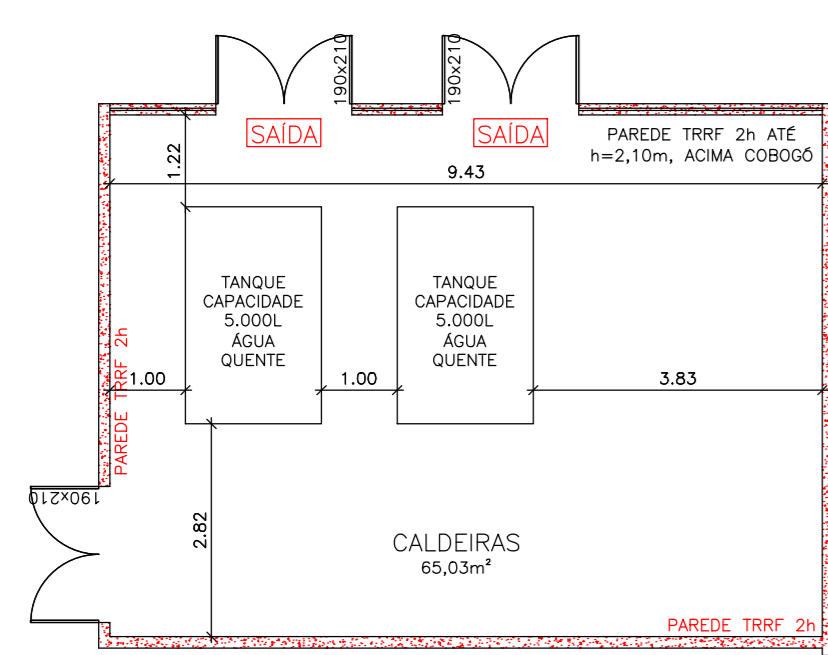 190x210
190x210
SAÍDA
SAÍDA
PAREDE TRRF 2h ATÉ
h=2,10m, ACIMA COBOGÓ
1.22
9.43
TANQUE
CAPACIDADE
5.000L
ÁGUA
QUENTE
TANQUE
CAPACIDADE
5.000L
ÁGUA
QUENTE
PAREDE TRRF 2h
1.00
1.00
3.83
190x210
2.82
CALDEIRAS
65,03m²
PAREDE TRRF 2h